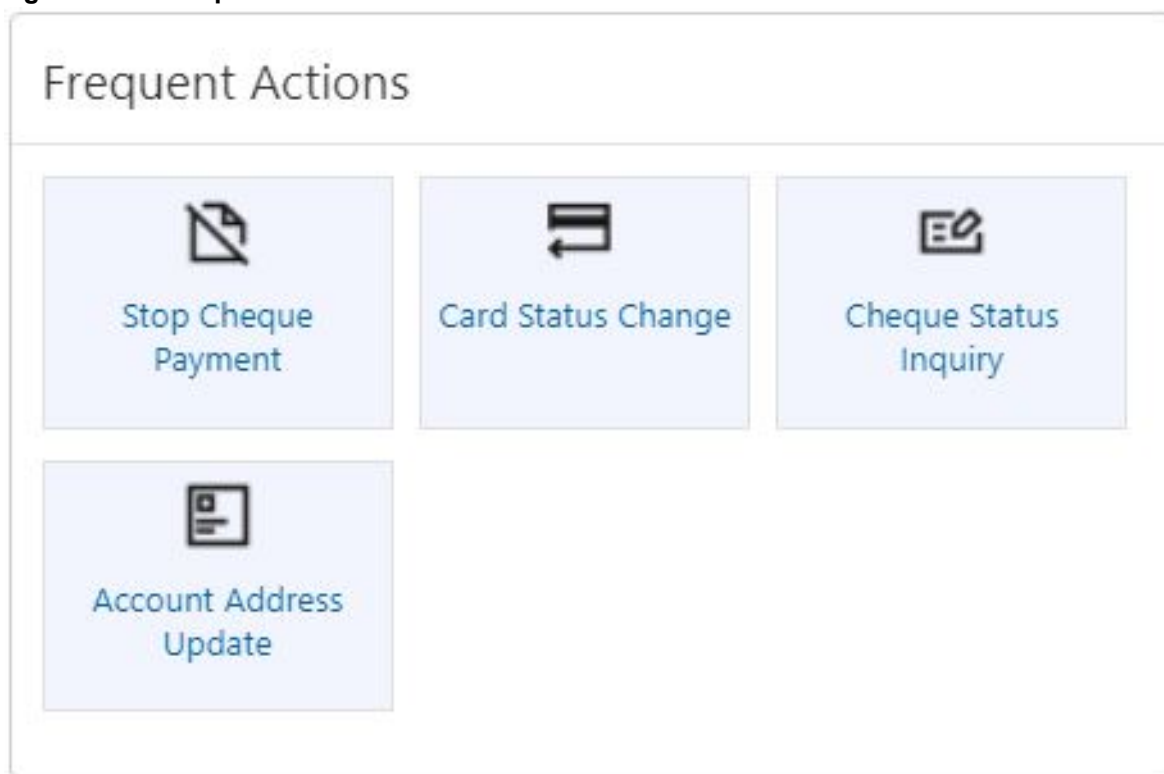 Frequent Actions
Stop Cheque
Payment
Card Status Change
Cheque Status
Inquiry
Account Address
Update